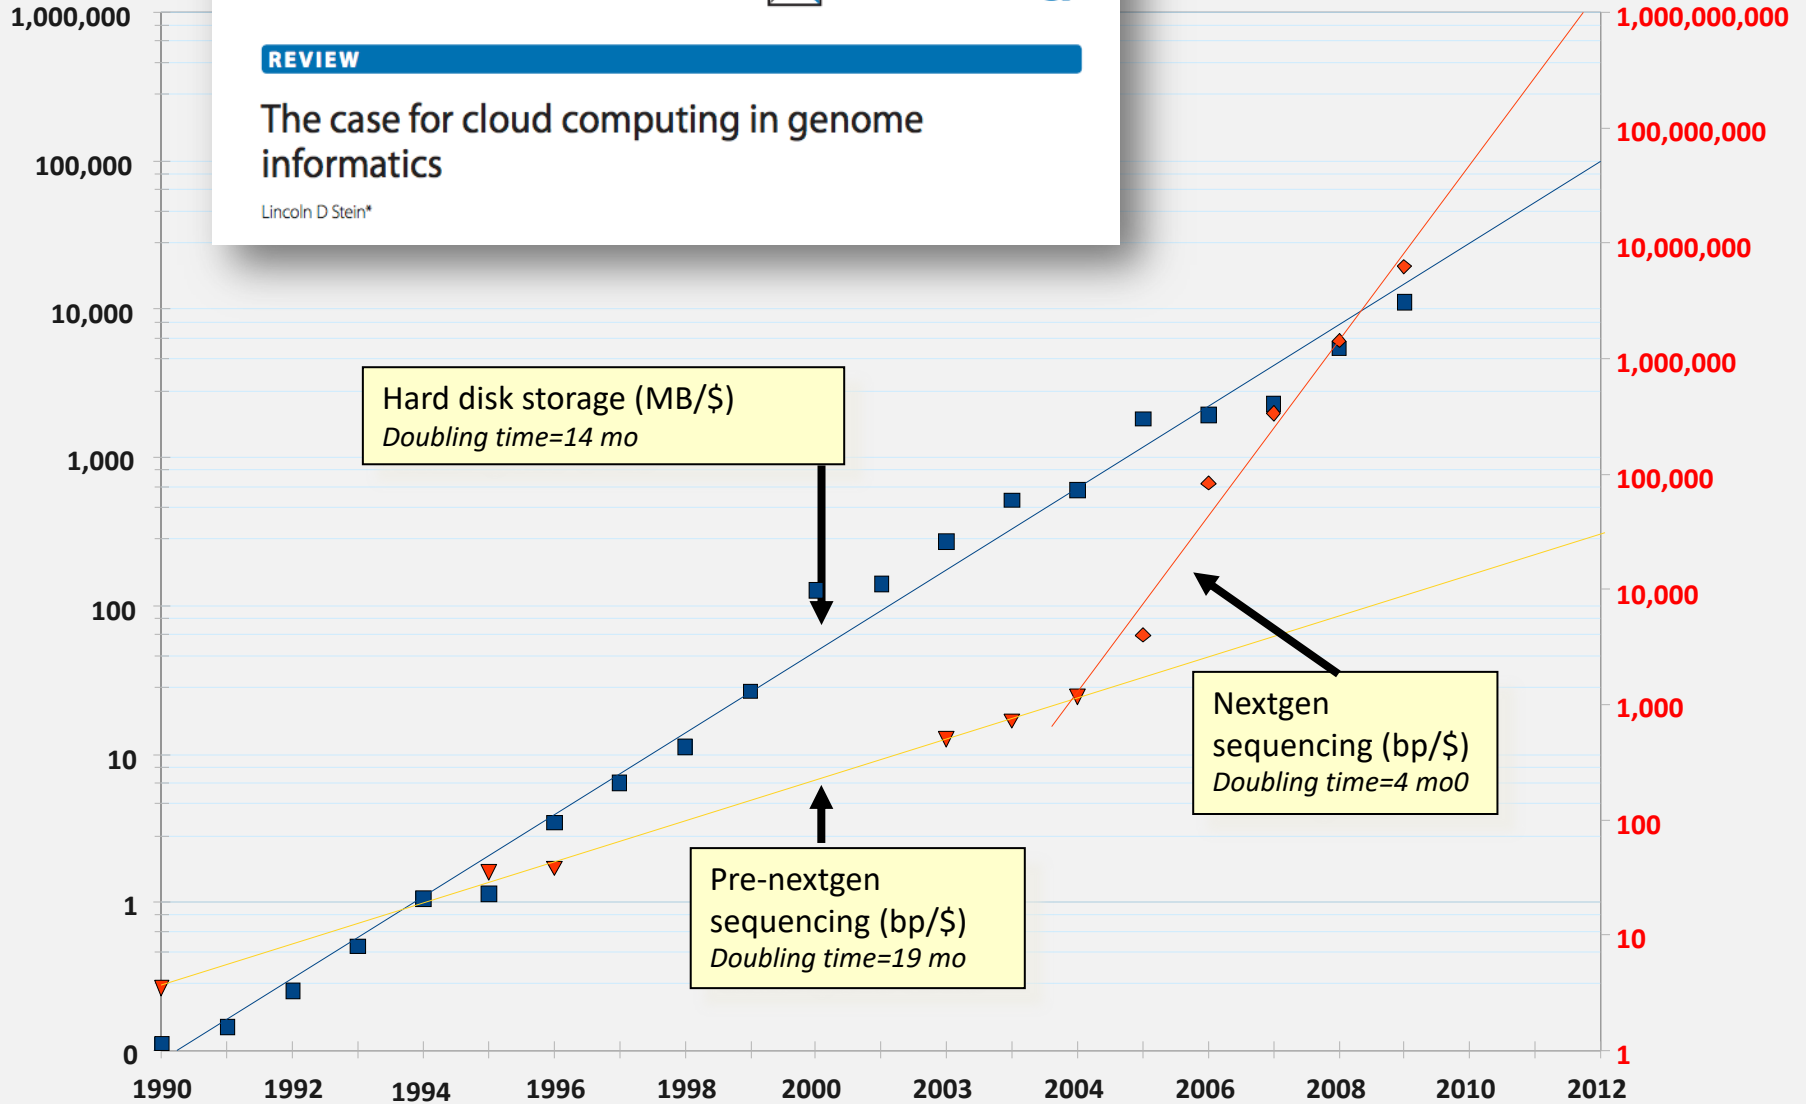 REVIEW
The case for cloud computing in genome
informatics
Lincoln D Stein*
1,000,000
100,000
10,000
1,000
100
10
1
0
1,000,000,000
100,000,000
10,000,000
1,000,000
100,000
10,000
1,000
100
10
1
Hard disk storage (MB/$)
Doubling time=14 mo
Nextgen
sequencing (bp/$)
Doubling time=4 mo0
Pre-nextgen
sequencing (bp/$)
Doubling time=19 mo
1990 1992 1994 1996 1998 2000 2003 2004 2006 2008 2010 2012